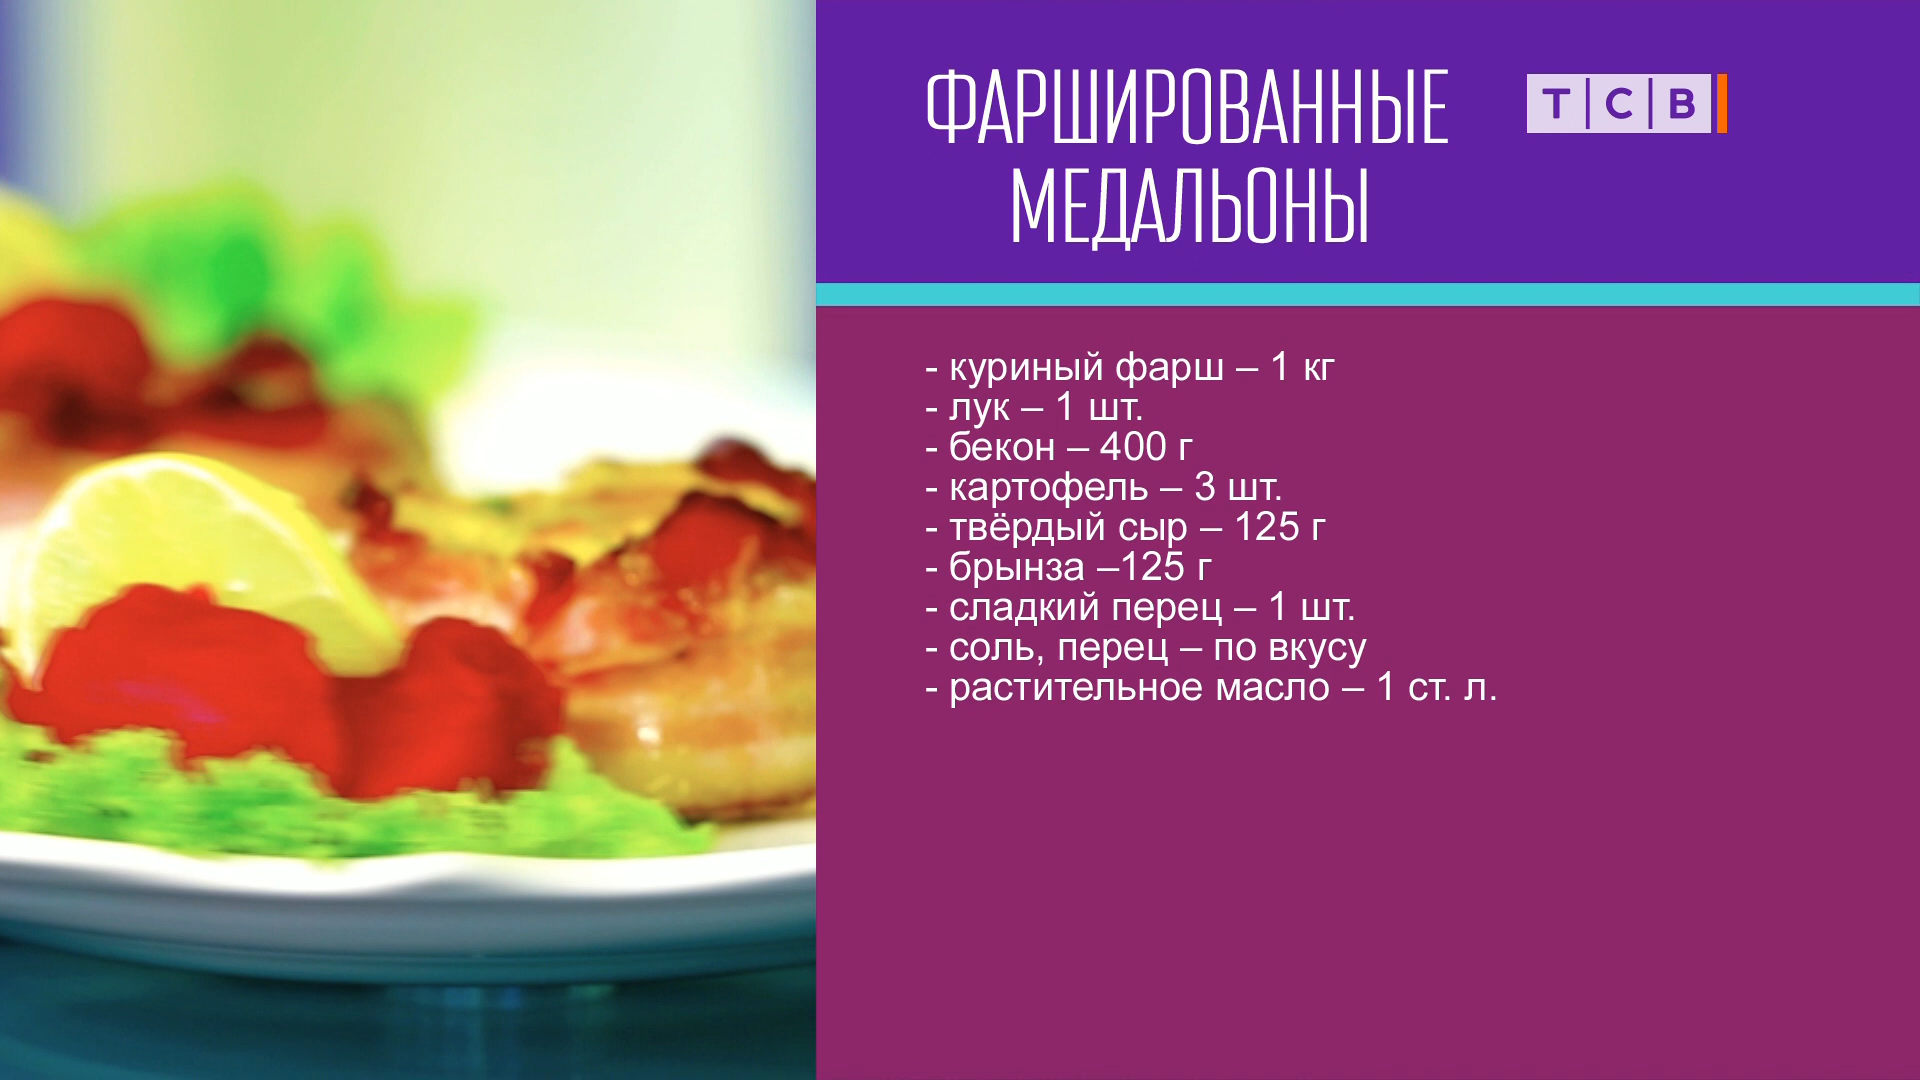 ФАРШИРОВАННЫЕ
МЕДАЛЬОНЫ
Т|С|В
- куриный фарш – 1 кг
- лук – 1 шт.
- бекон – 400 г
- картофель – 3 шт.
- твёрдый сыр – 125 г
- брынза –125 г
- сладкий перец – 1 шт.
- соль, перец – по вкусу
- растительное масло – 1 ст. л.